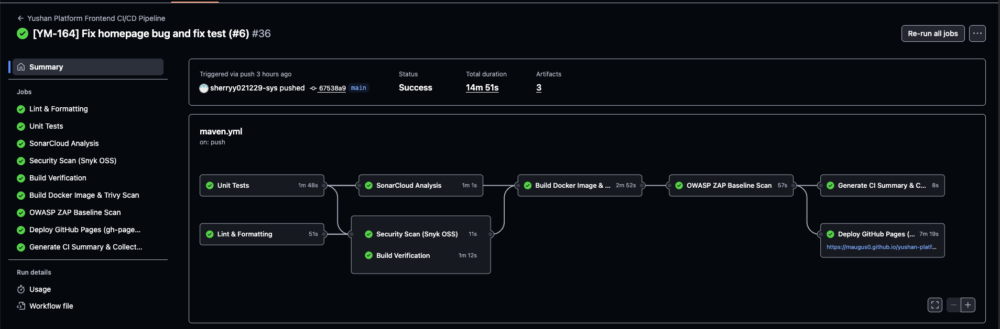 Yushan Platform Frontend CI/CD Pipeline
[YM-164] Fix homepage bug and fix test (#6) #36
Re-run all jobs
Summary
Jobs
Lint & Formatting
Unit Tests
SonarCloud Analysis
Security Scan (Snyk OSS)
Build Verification
Build Docker Image & Trivy Scan
OWASP ZAP Baseline Scan
Deploy GitHub Pages (gh-page...
Generate CI Summary & Collect...
Run details
Usage
Workflow file
Triggered via push 3 hours ago
sherryy021229-sys pushed 67538a9 main
Status
Success
Total duration
14m 51s
Artifacts
3
maven.yml
on: push
Unit Tests 1m 48s
Lint & Formatting 51s
SonarCloud Analysis 1m 1s
Security Scan (Snyk OSS) 11s
Build Verification 1m 12s
Build Docker Image & ... 2m 52s
OWASP ZAP Baseline Scan 57s
Generate CI Summary & C... 8s
Deploy GitHub Pages (... 7m 19s
https://maugus0.github.io/yushan-platf...